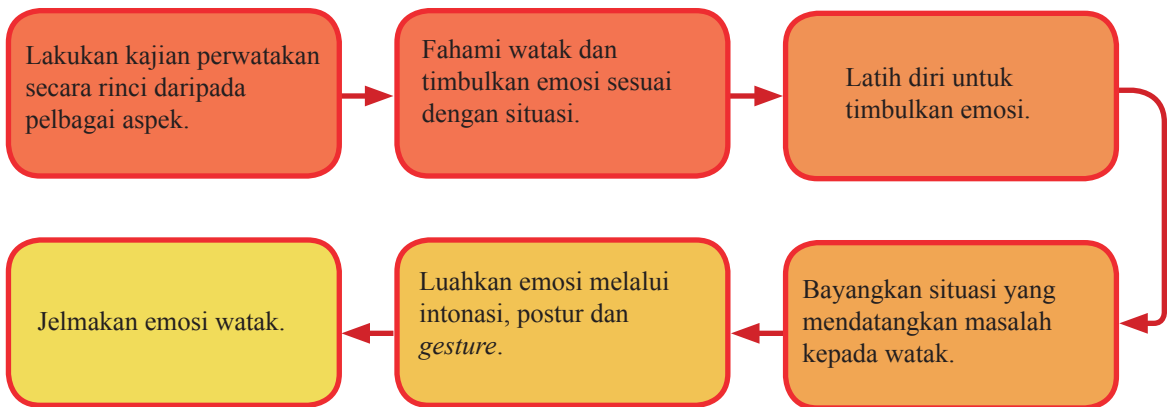 Lakukan kajian perwatakan
secara rinci daripada
pelbagai aspek.
Fahami watak dan
timbulkan emosi sesuai
dengan situasi.
Latih diri untuk
timbulkan emosi.
Bayangkan situasi yang
mendatangkan masalah
kepada watak.
Luahkan emosi melalui
intonasi, postur dan
gesture.
Jelmakan emosi watak.